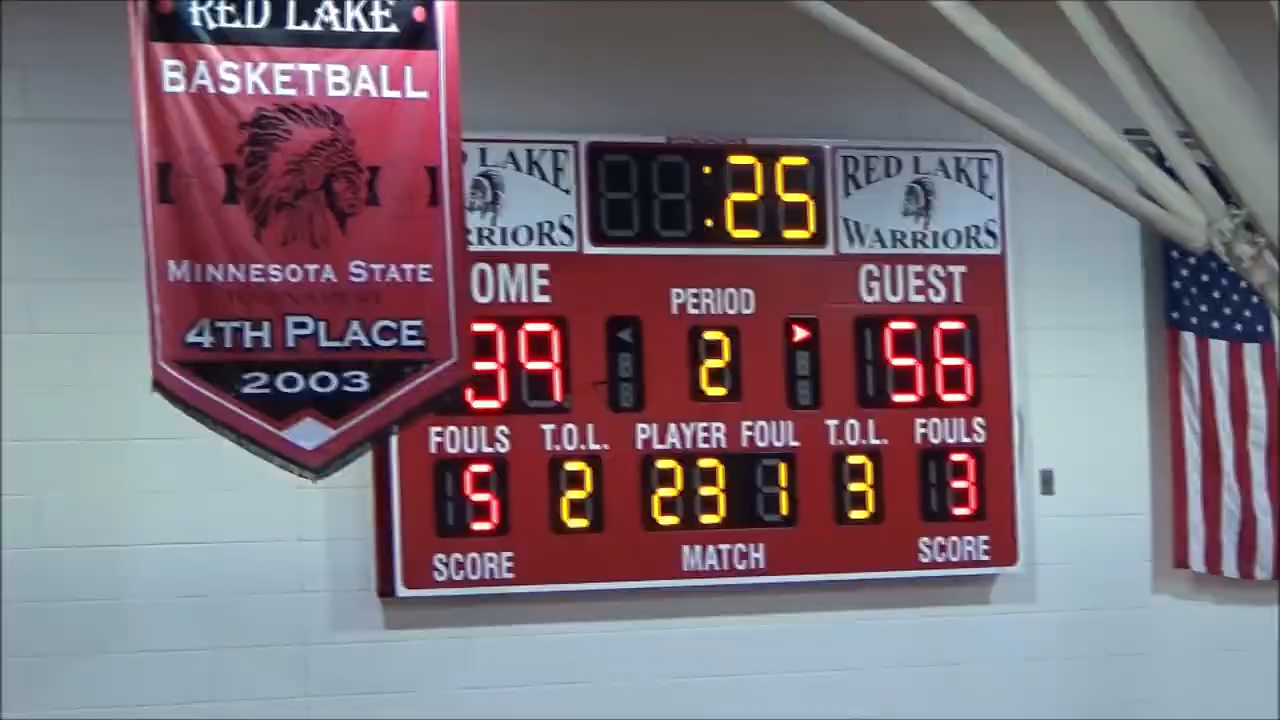 RED LAKE
BASKETBALL
MINNESOTA STATE
TOURNAMENT
4TH PLACE
2003
LAKE
RRIORS
:25
RED LAKE
WARRIORS
OME
PERIOD
GUEST
39
2
56
FOULS T.O.L. PLAYER FOUL T.O.L. FOULS
5 2 23 1 3 3
SCORE MATCH SCORE